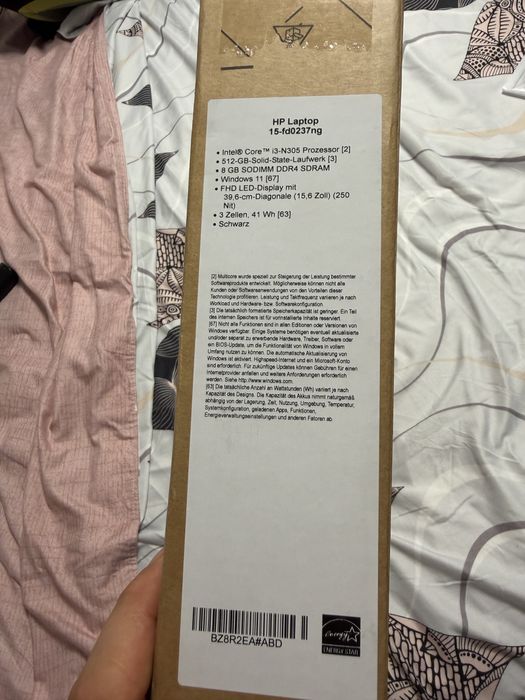 HP Laptop
15-fd0237ng
• Intel® Core™ i3-N305 Prozessor [2]
• 512-GB-Solid-State-Laufwerk [3]
• 8 GB SODIMM DDR4 SDRAM
• Windows 11 [67]
• FHD LED-Display mit
39,6-cm-Diagonale (15,6 Zoll) (250
Nit)
• 3 Zellen, 41 Wh [63]
• Schwarz
[2] Multicore wurde speziell zur Steigerung der Leistung bestimmter
Softwareprodukte entwickelt. Möglicherweise können nicht alle
Kunden oder Softwareanwendungen von den Vorteilen dieser
Technologie profitieren. Leistung und Taktfrequenz variieren je nach
Workload und Hardware- bzw. Softwarekonfiguration
[3] Die tatsächlich formatierte Speicherkapazität ist geringer. Ein Teil
des internen Speichers ist für vorinstallierte Inhalte reserviert.
[67] Nicht alle Funktionen sind in allen Editionen oder Versionen von
Windows verfügbar. Einige Systeme benötigen eventuell aktualisierte
und/oder separat zu erwerbende Hardware, Treiber, Software oder
ein BIOS-Update, um die Funktionalität von Windows in vollem
Umfang nutzen zu können. Die automatische Aktualisierung von
Windows ist aktiviert. Highspeed-Internet und ein Microsoft-Konto
sind erforderlich. Für zukünftige Updates können Gebühren für einen
Internetprovider anfallen und weitere Anforderungen erforderlich
werden. Siehe http://www.windows.com.
[63] Die tatsächliche Anzahl an Wattstunden (Wh) variiert je nach
Kapazität des Designs. Die Kapazität des Akkus nimmt naturgemäß
abhängig von der Lagerung, Zeit, Nutzung, Umgebung, Temperatur,
Systemkonfiguration, geladenen Apps, Funktionen,
Energieverwaltungseinstellungen und anderen Faktoren ab.
BZ8R2EA#ABD
energy
ENERGY STAR